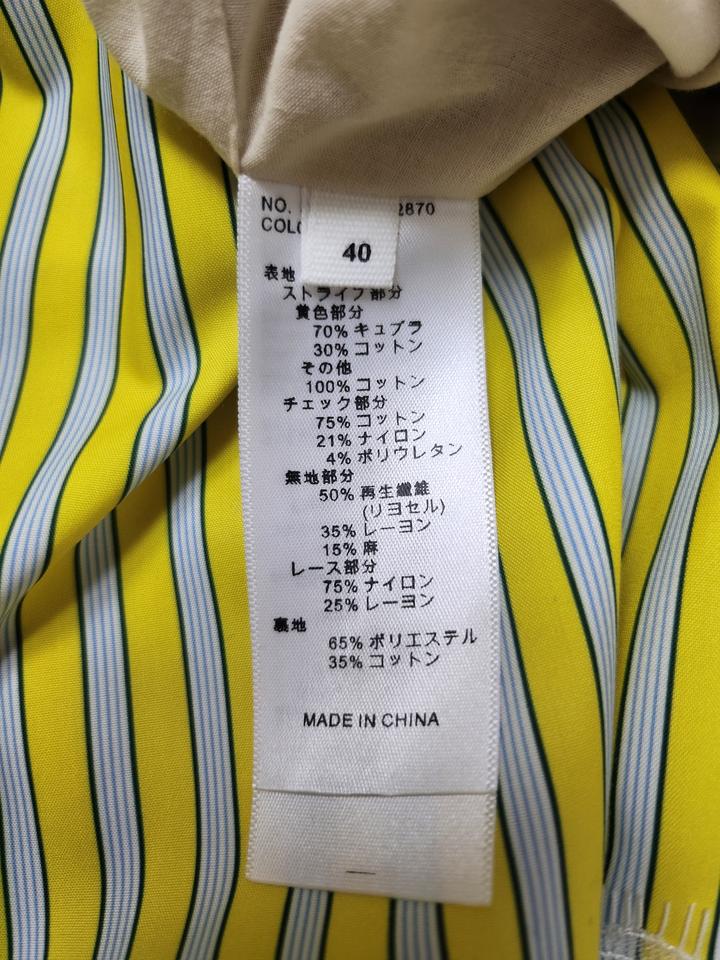 NO. 2870
40
表地
ストライプ部分
黄色部分
70% キュプラ
30% コットン
その他
100% コットン
チェック部分
75% コットン
21% ナイロン
4% ポリウレタン
無地部分
50% 再生繊維
(リヨセル)
35% レーヨン
15% 麻
レース部分
75% ナイロン
25% レーヨン
裏地
65% ポリエステル
35% コットン
MADE IN CHINA